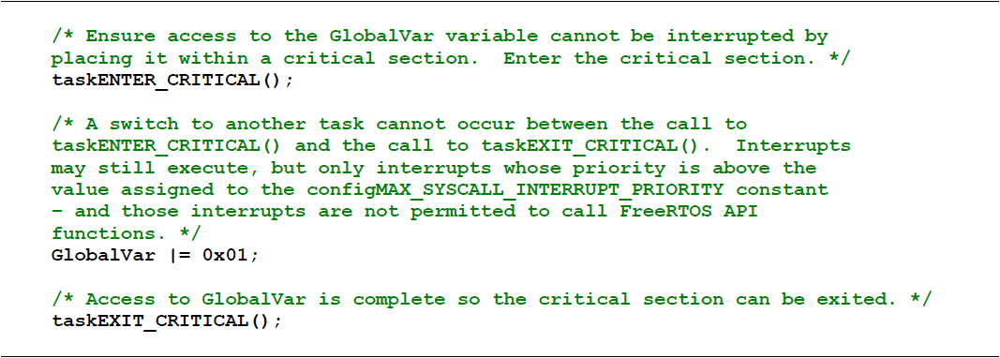 /* Ensure access to the GlobalVar variable cannot be interrupted by
placing it within a critical section.  Enter the critical section. */
taskENTER_CRITICAL();
/* A switch to another task cannot occur between the call to
taskENTER_CRITICAL() and the call to taskEXIT_CRITICAL().  Interrupts
may still execute, but only interrupts whose priority is above the
value assigned to the configMAX_SYSCALL_INTERRUPT_PRIORITY constant
– and those interrupts are not permitted to call FreeRTOS API
functions. */
GlobalVar |= 0x01;
/* Access to GlobalVar is complete so the critical section can be exited. */
taskEXIT_CRITICAL();